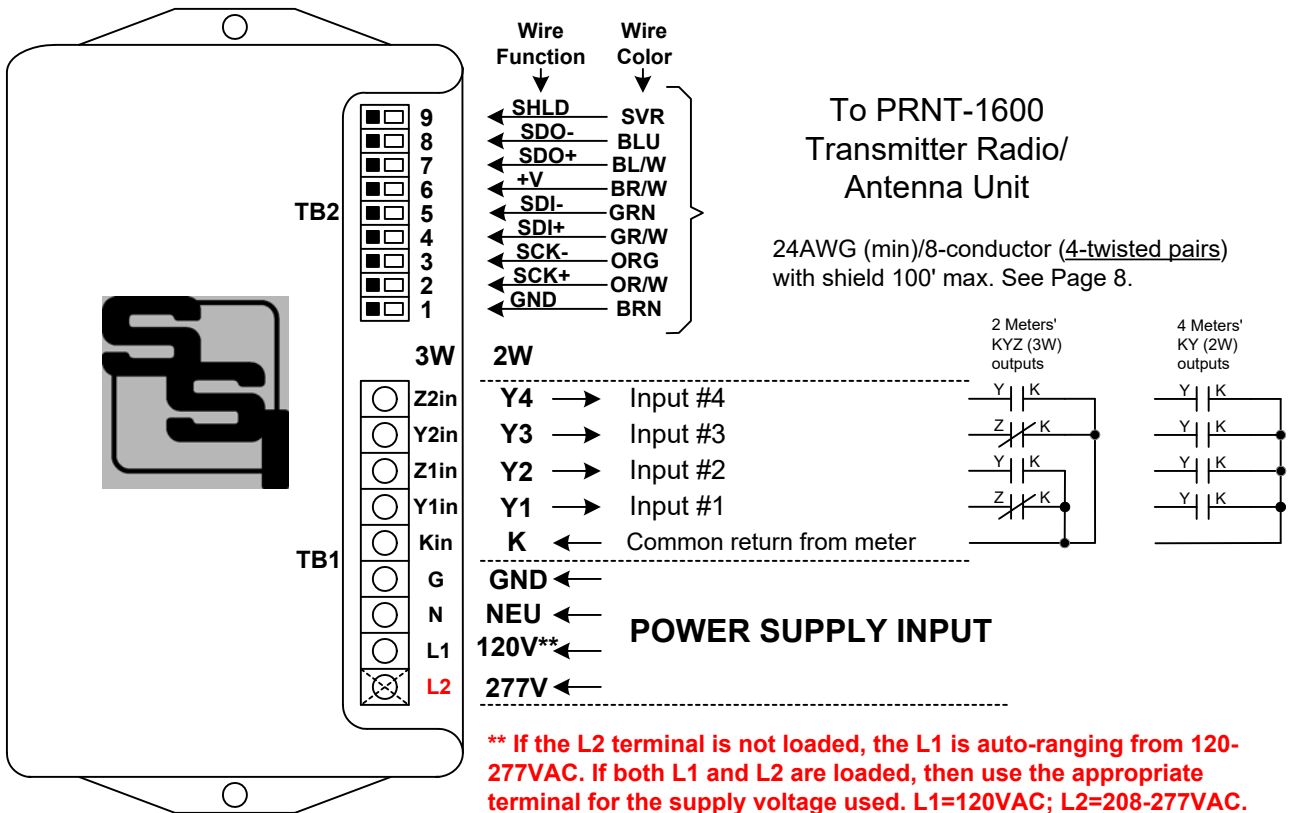 Wire Function
Wire Color
To PRNT-1600
Transmitter Radio/
Antenna Unit
24AWG (min)/8-conductor (4-twisted pairs)
with shield 100' max. See Page 8.
TB2
9 SHLD SVR
8 SDO- BLU
7 SDO+ BL/W
6 +V BR/W
5 SDI- GRN
4 SDI+ GR/W
3 SCK- ORG
2 SCK+ OR/W
1 GND BRN
SSI
3W 2W
2 Meters'
KYZ (3W)
outputs
4 Meters'
KY (2W)
outputs
TB1
Z2in Y4 Input #4
Y2in Y3 Input #3
Z1in Y2 Input #2
Y1in Y1 Input #1
Kin K Common return from meter
Y K
Z K
Y K
Z K
Y K
Y K
Y K
Y K
G GND
N NEU
L1 120V**
L2 277V
POWER SUPPLY INPUT
** If the L2 terminal is not loaded, the L1 is auto-ranging from 120-
277VAC. If both L1 and L2 are loaded, then use the appropriate
terminal for the supply voltage used. L1=120VAC; L2=208-277VAC.